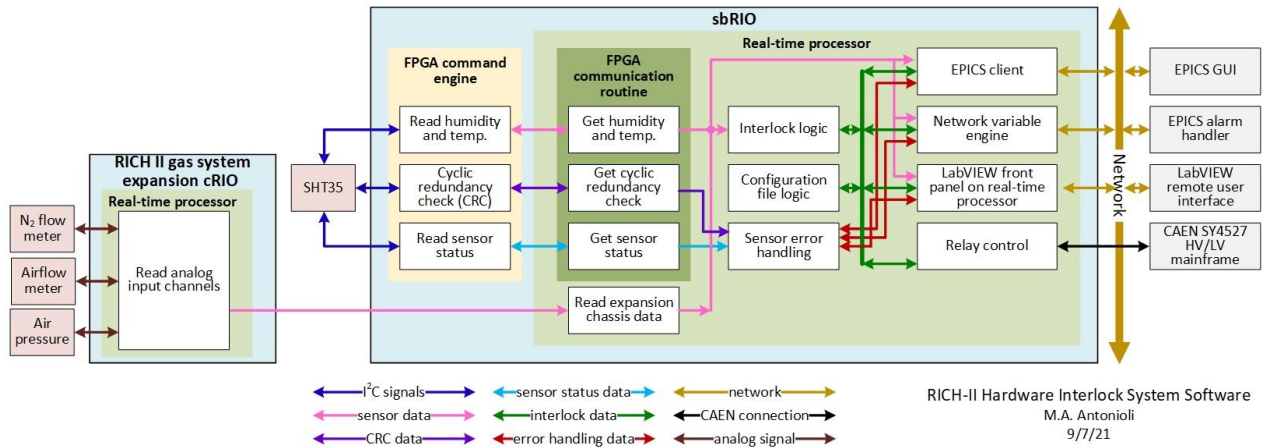 sbRIO
Real-time processor
FPGA command
engine
FPGA
communication
routine
EPICS client
EPICS GUI
Read humidity
and temp.
Get humidity
and temp.
Interlock logic
Network variable
engine
EPICS alarm
handler
RICH II gas system
expansion cRIO
Real-time processor
SHT35
Cyclic
redundancy
check (CRC)
Get cyclic
redundancy
check
Configuration
file logic
LabVIEW front
panel on real-time
processor
Network
LabVIEW
remote user
interface
N2 flow
meter
Airflow
meter
Air
pressure
Read analog
input channels
Read sensor
status
Get sensor
status
Sensor error
handling
Relay control
CAEN SY4527
HV/LV
mainframe
Read expansion
chassis data
I2C signals
sensor status data
network
sensor data
interlock data
CAEN connection
CRC data
error handling data
analog signal
RICH-II Hardware Interlock System Software
M.A. Antonioli
9/7/21